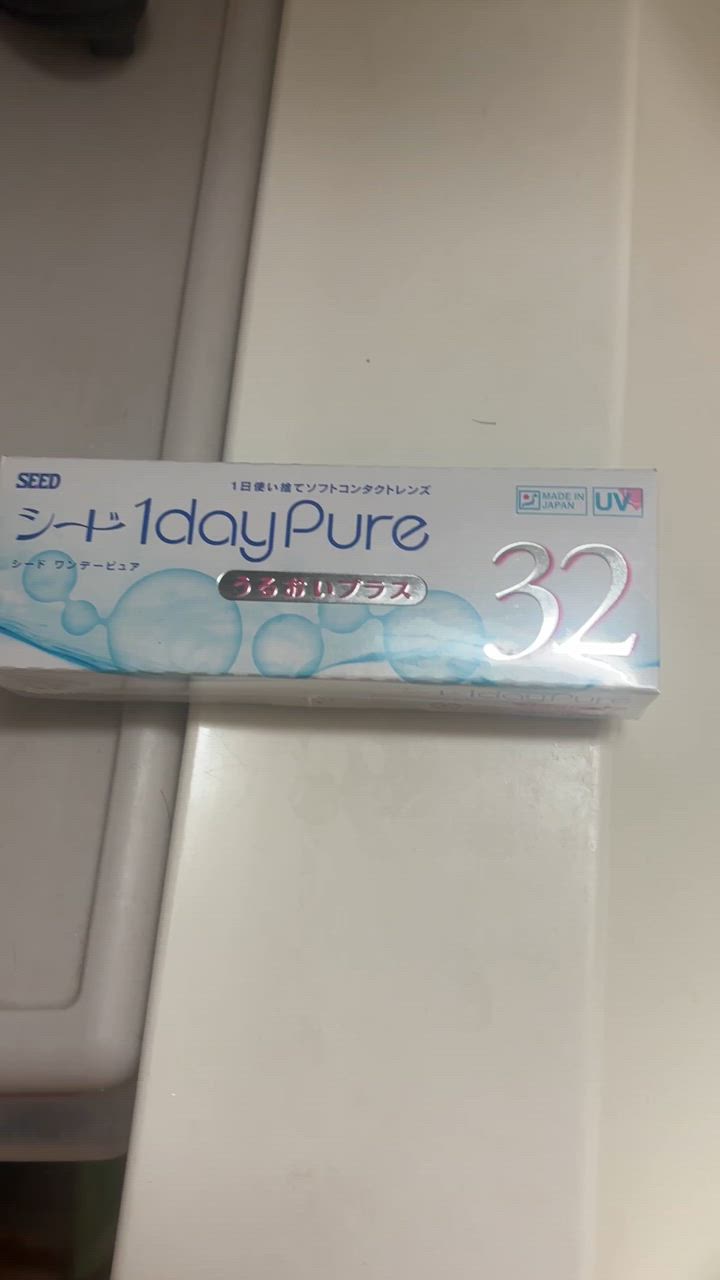 SEED
1日使い捨てソフトコンタクトレンズ
シード 1dayPure
シード ワンデーピュア
うるおいプラス
MADE IN
JAPAN
UV
32
1dayPure